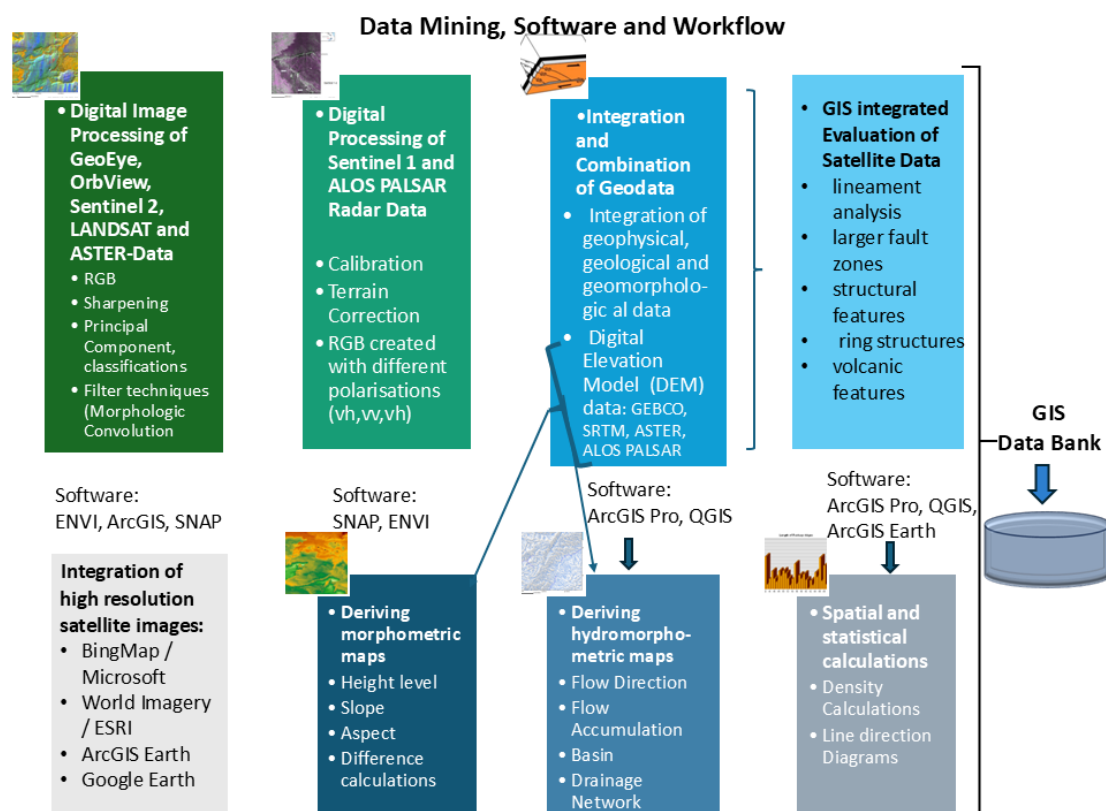 Data Mining, Software and Workflow
• Digital Image
Processing of
GeoEye,
OrbView,
Sentinel 2,
LANDSAT and
ASTER-Data
• RGB
• Sharpening
• Principal
Component,
classifications
• Filter techniques
(Morphologic
Convolution
Software:
ENVI, ArcGIS, SNAP
• Digital
Processing of
Sentinel 1 and
ALOS PALSAR
Radar Data
• Calibration
• Terrain
Correction
• RGB created
with different
polarisations
(vh,vv,vh)
Software:
SNAP, ENVI
•Integration
and
Combination
of Geodata
• Integration of
geophysical,
geological and
geomorpholo-
gic al data
• Digital
Elevation
Model (DEM)
data: GEBCO,
SRTM, ASTER,
ALOS PALSAR
Software:
ArcGIS Pro, QGIS
• GIS integrated
Evaluation of
Satellite Data
• lineament
analysis
• larger fault
zones
• structural
features
• ring structures
• volcanic
features
Software:
ArcGIS Pro, QGIS,
ArcGIS Earth
GIS
Data Bank
Integration of
high resolution
satellite images:
• BingMap /
Microsoft
• World Imagery
/ ESRI
• ArcGIS Earth
• Google Earth
• Deriving
morphometric
maps
• Height level
• Slope
• Aspect
• Difference
calculations
• Deriving
hydromorpho-
metric maps
• Flow Direction
• Flow
Accumulation
• Basin
• Drainage
Network
• Spatial and
statistical
calculations
• Density
Calculations
• Line direction
Diagrams